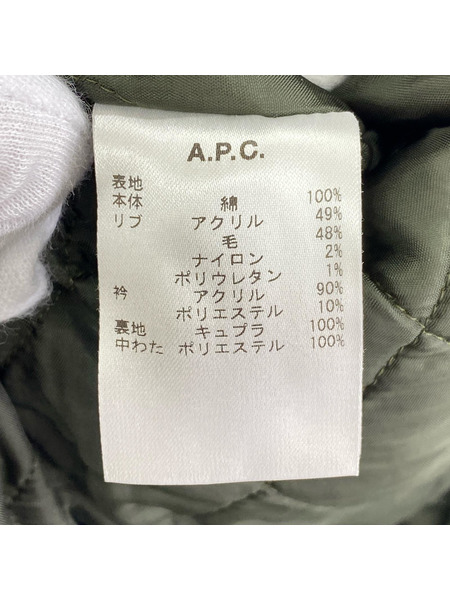 A.P.C.
表地
本体 綿 100%
リブ アクリル 49%
毛 48%
ナイロン 2%
ポリウレタン 1%
衿 アクリル 90%
ポリエステル 10%
裏地 キュプラ 100%
中わた ポリエステル 100%